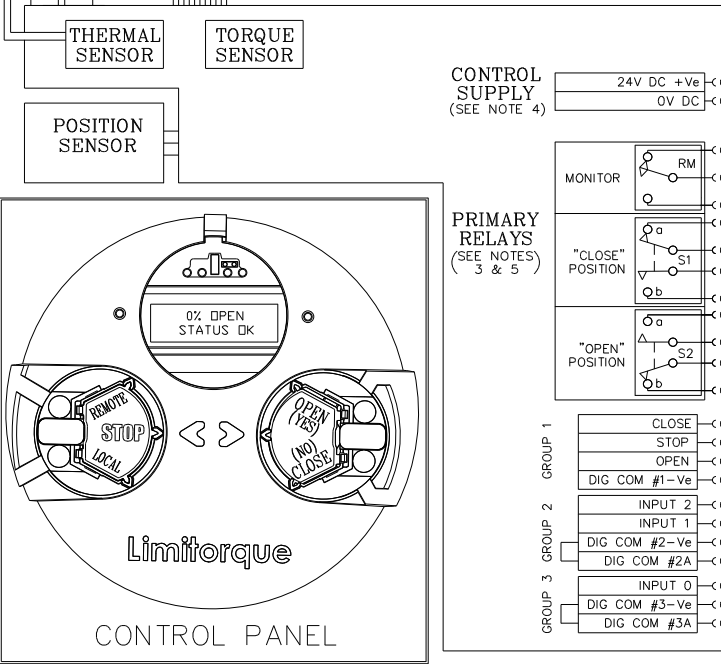 THERMAL
SENSOR
TORQUE
SENSOR
POSITION
SENSOR
0% OPEN
STATUS OK
REMOTE
STOP
LOCAL
OPEN
(YES)
(NO)
CLOSE
Limitorque
CONTROL PANEL
CONTROL
SUPPLY
(SEE NOTE 4)
24V DC +Ve
0V DC
PRIMARY
RELAYS
(SEE NOTES)
3 & 5
MONITOR
RM
"CLOSE"
POSITION
a
S1
b
"OPEN"
POSITION
a
S2
b
GROUP 1
CLOSE
STOP
OPEN
DIG COM #1-Ve
GROUP 2
INPUT 2
INPUT 1
DIG COM #2-Ve
DIG COM #2A
GROUP 3
INPUT 0
DIG COM #3-Ve
DIG COM #3A